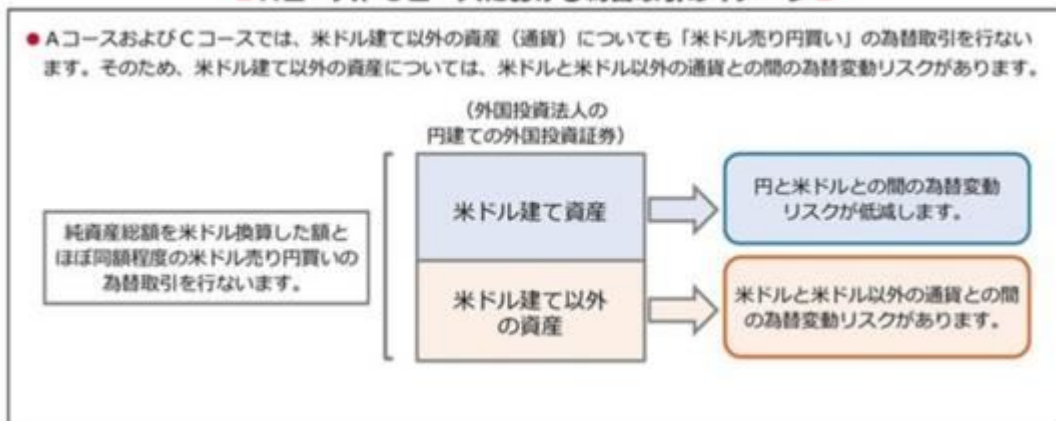 ● AコースおよびCコースでは、米ドル建て以外の資産（通貨）についても「米ドル売り円買い」の為替取引を行ない
ます。そのため、米ドル建て以外の資産については、米ドルと米ドル以外の通貨との間の為替変動リスクがあります。
（外国投資法人の
円建ての外国投資証券）
純資産総額を米ドル換算した額と
ほぼ同額程度の米ドル売り円買いの
為替取引を行ないます。
米ドル建て資産
円と米ドルとの間の為替変動
リスクが低減します。
米ドル建て以外
の資産
米ドルと米ドル以外の通貨との間
の為替変動リスクがあります。